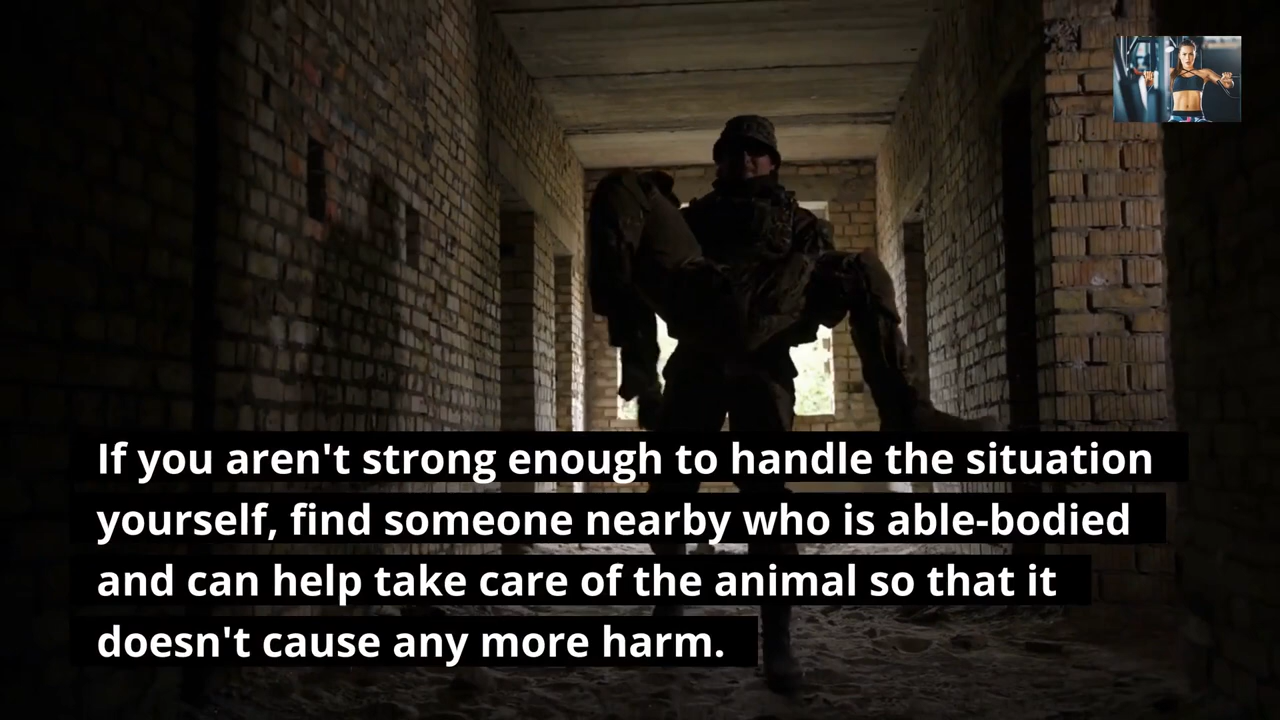 If you aren't strong enough to handle the situation
yourself, find someone nearby who is able-bodied
and can help take care of the animal so that it
doesn't cause any more harm.